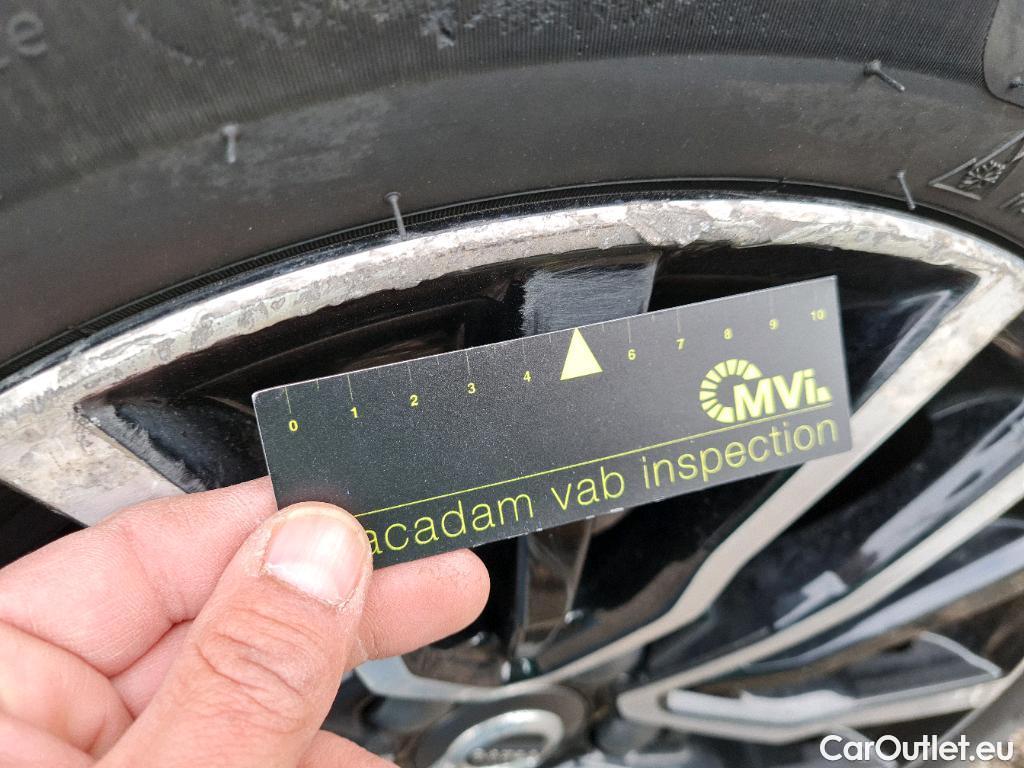 0 1 2 3 4 6 7 8 9 10
MVi
acadam vab inspection
CarOutlet.eu